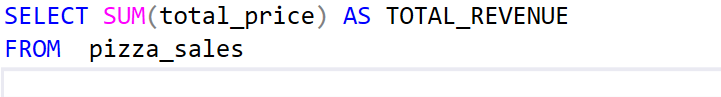 SELECT SUM(total_price) AS TOTAL_REVENUE
FROM  pizza_sales